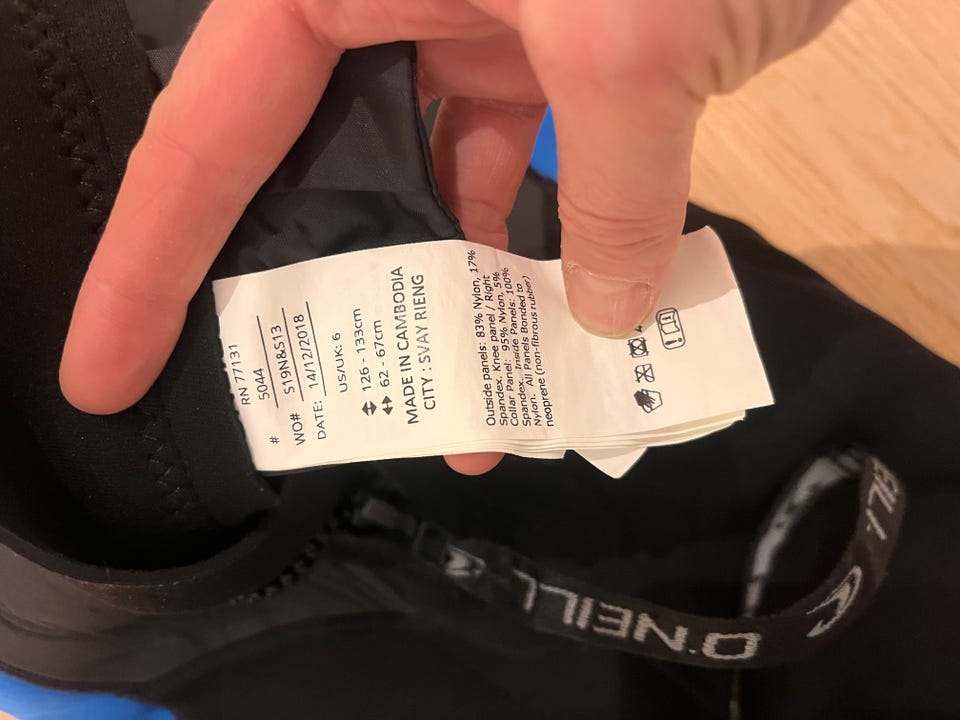 RN 77131
# 5044
WO# S19N&S13
DATE: 14/12/2018
US/UK: 6
126 - 133cm
62 - 67cm
MADE IN CAMBODIA
CITY : SVAY RIENG
Outside panels: 83% Nylon, 17%
Spandex. Knee panel / Right
Collar Panel: 95% Nylon, 5%
Spandex. Inside Panels: 100%
Nylon. All Panels Bonded to
neoprene (non-fibrous rubber)
O'NEILL